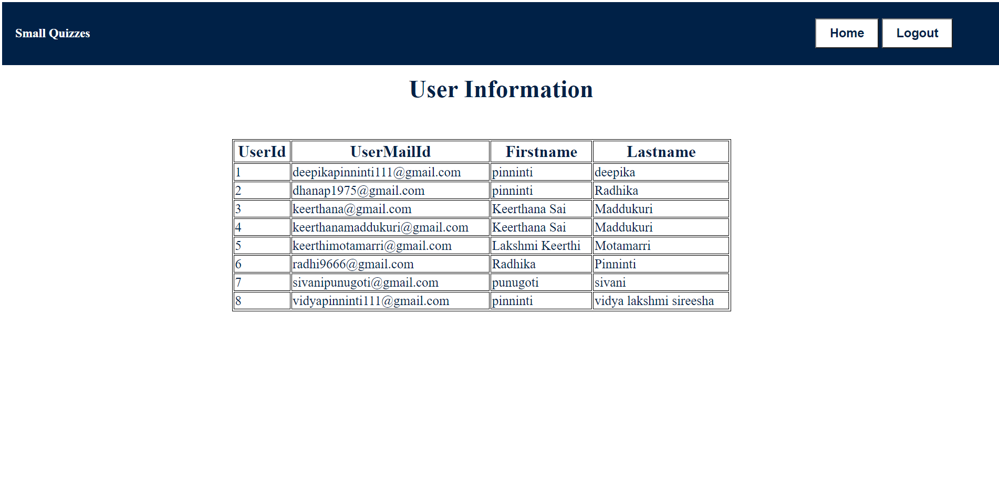 Small Quizzes Home Logout
User Information
UserId UserMailId Firstname Lastname
1 deepikapinninti111@gmail.com pinninti deepika
2 dhanap1975@gmail.com pinninti Radhika
3 keerthana@gmail.com Keerthana Sai Maddukuri
4 keerthanamaddukuri@gmail.com Keerthana Sai Maddukuri
5 keerthimotamarri@gmail.com Lakshmi Keerthi Motamarri
6 radhi9666@gmail.com Radhika Pinninti
7 sivanipunugoti@gmail.com punugoti sivani
8 vidyapinninti111@gmail.com pinninti vidya lakshmi sireesha